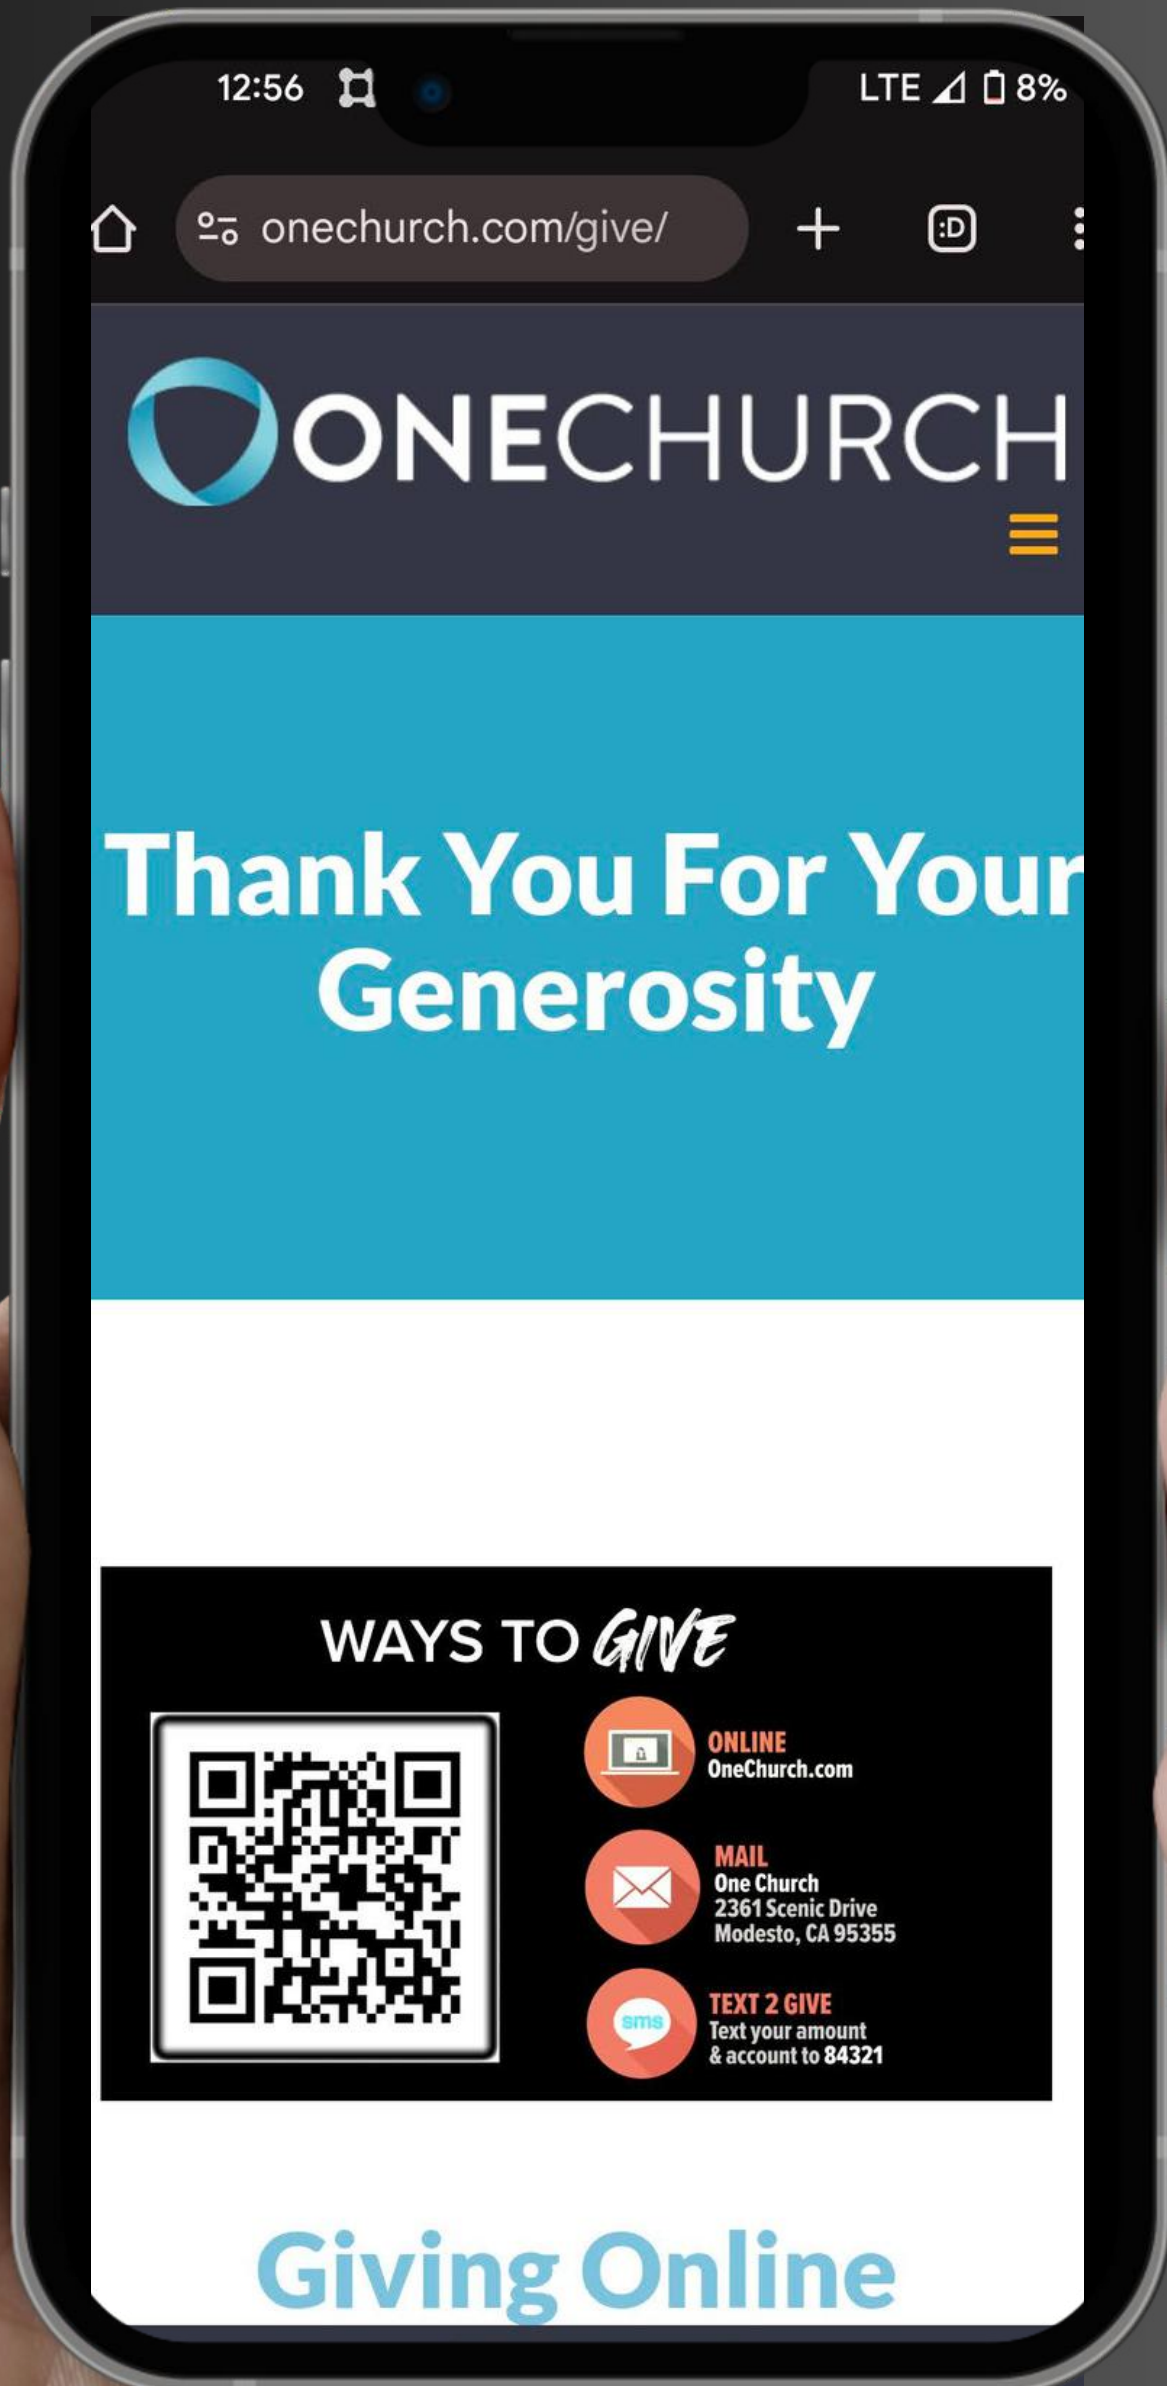 12:56 LTE 8%
onechurch.com/give/ :D
ONECHURCH
Thank You For Your
Generosity
WAYS TO GIVE
ONLINE
OneChurch.com
MAIL
One Church
2361 Scenic Drive
Modesto, CA 95355
sms
TEXT 2 GIVE
Text your amount
& account to 84321
Giving Online